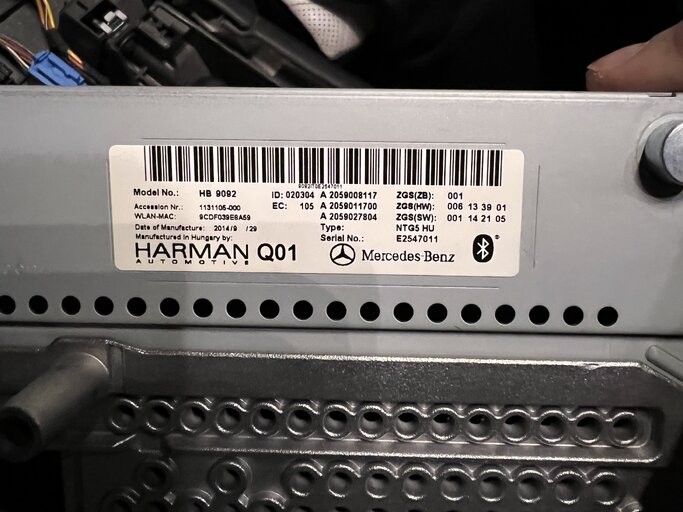 9092IT0E2547011
Model No.: HB 9092 ID: 020304 A 2059008117 ZGS(ZB): 001
Accession Nr.: 1131105-000 EC: 105 A 2059011700 ZGS(HW): 006 13 39 01
WLAN-MAC: 9CDF039E8A59 A 2059027804 ZGS(SW): 001 14 21 05
Date of Manufacture: 2014/9 /29 Type: NTG5 HU
Manufactured in Hungary by: Serial No.: E2547011
HARMAN Q01 Mercedes-Benz
AUTOMOTIVE